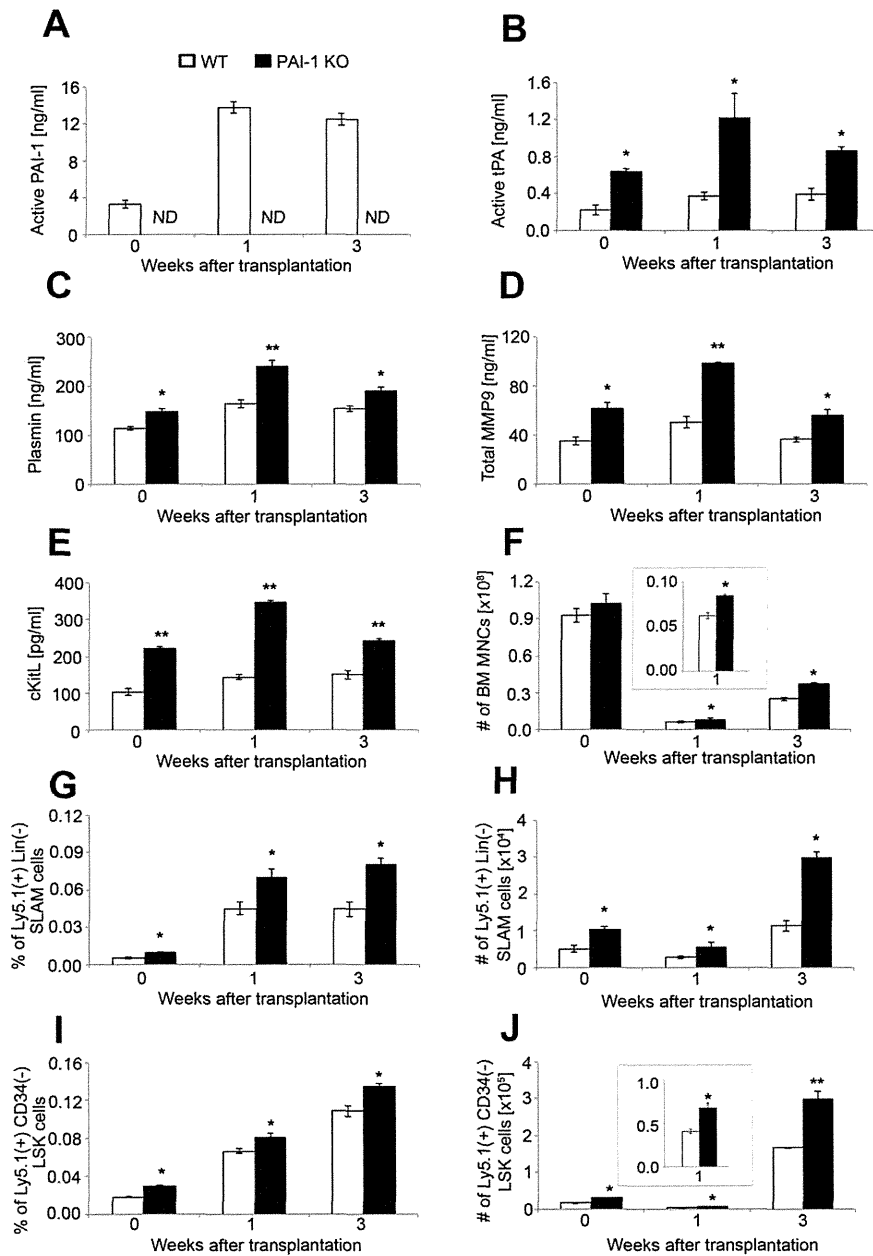 A
WT PAI-1 KO
Active PAI-1 [ng/ml]
16
12
8
4
0
ND ND ND
0 1 3
Weeks after transplantation
B
Active tPA [ng/ml]
1.6
1.2
0.8
0.4
0.0
* * *
0 1 3
Weeks after transplantation
C
Plasmin [ng/ml]
300
200
100
0
* ** *
0 1 3
Weeks after transplantation
D
Total MMP9 [ng/ml]
120
80
40
0
* ** *
0 1 3
Weeks after transplantation
E
cKitL [pg/ml]
400
300
200
100
0
** ** **
0 1 3
Weeks after transplantation
F
# of BM MNCs [x10⁸]
1.2
0.9
0.6
0.3
0.0
0.10
0.05
0.00
*
1
* *
0 1 3
Weeks after transplantation
G
% of Ly5.1(+) Lin(-)
SLAM cells
0.12
0.09
0.06
0.03
0.00
* * *
0 1 3
Weeks after transplantation
H
# of Ly5.1(+) Lin(-)
SLAM cells [x10⁴]
4
3
2
1
0
* * *
0 1 3
Weeks after transplantation
I
% of Ly5.1(+) CD34(-)
LSK cells
0.16
0.12
0.08
0.04
0.00
* * *
0 1 3
Weeks after transplantation
J
# of Ly5.1(+) CD34(-)
LSK cells [x10⁵]
4
3
2
1
0
1.0
0.5
0.0
*
1
* * **
0 1 3
Weeks after transplantation